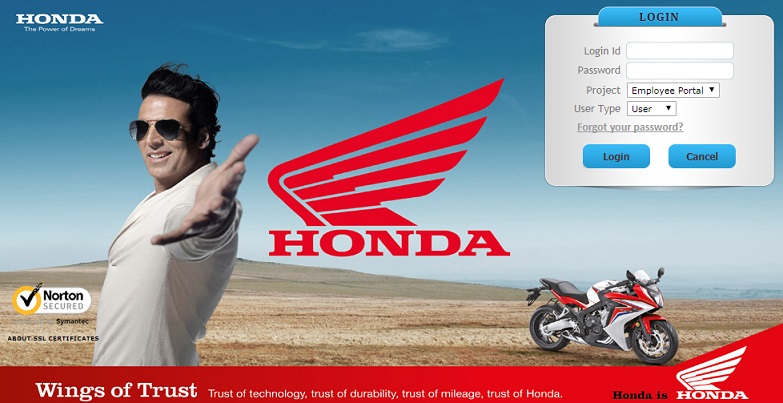 HONDA
The Power of Dreams
LOGIN
Login Id
Password
Project Employee Portal
User Type User
Forgot your password?
Login Cancel
HONDA
Norton
SECURED
Symantec
ABOUT SSL CERTIFICATES
Wings of Trust Trust of technology, trust of durability, trust of mileage, trust of Honda.
Honda is HONDA